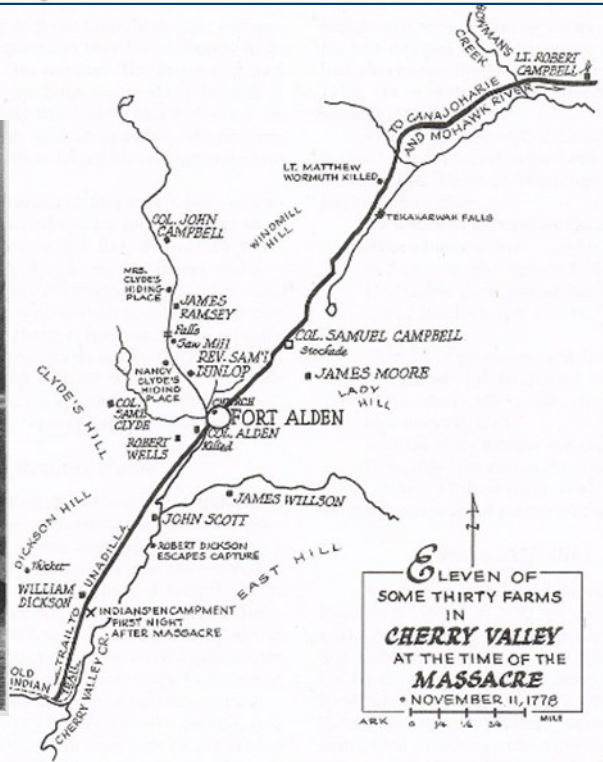 BOWMAN'S
CREEK
LT. ROBERT
CAMPBELL
TO CANAJOHARIE
AND MOHAWK RIVER
LT. MATTHEW
WORMUTH KILLED
TEKAHARWAH FALLS
COL. JOHN
CAMPBELL
WINDMILL
HILL
MRS.
CLYDE'S
HIDING
PLACE
JAMES
RAMSEY
Falls
Saw Mill
COL. SAMUEL CAMPBELL
Stockade
REV. SAM'L
DUNLOP
NANCY
CLYDE'S
HIDING
PLACE
JAMES MOORE
LADY
HILL
CLYDE'S HILL
COL.
SAML
CLYDE
CHURCH
FORT ALDEN
COL. ALDEN
Killed
ROBERT
WELLS
JAMES WILLSON
DICKSON HILL
JOHN SCOTT
ROBERT DICKSON
ESCAPES CAPTURE
EAST HILL
Thicket
WILLIAM
DICKSON
TRAIL TO UNADILLA
INDIANS ENCAMPMENT
FIRST NIGHT
AFTER MASSACRE
OLD
INDIAN
TRAIL
CHERRY VALLEY CR.
N
ELEVEN OF
SOME THIRTY FARMS
IN
CHERRY VALLEY
AT THE TIME OF THE
MASSACRE
• NOVEMBER 11, 1778
ARK
0 1/4 1/2 3/4 1 MILE